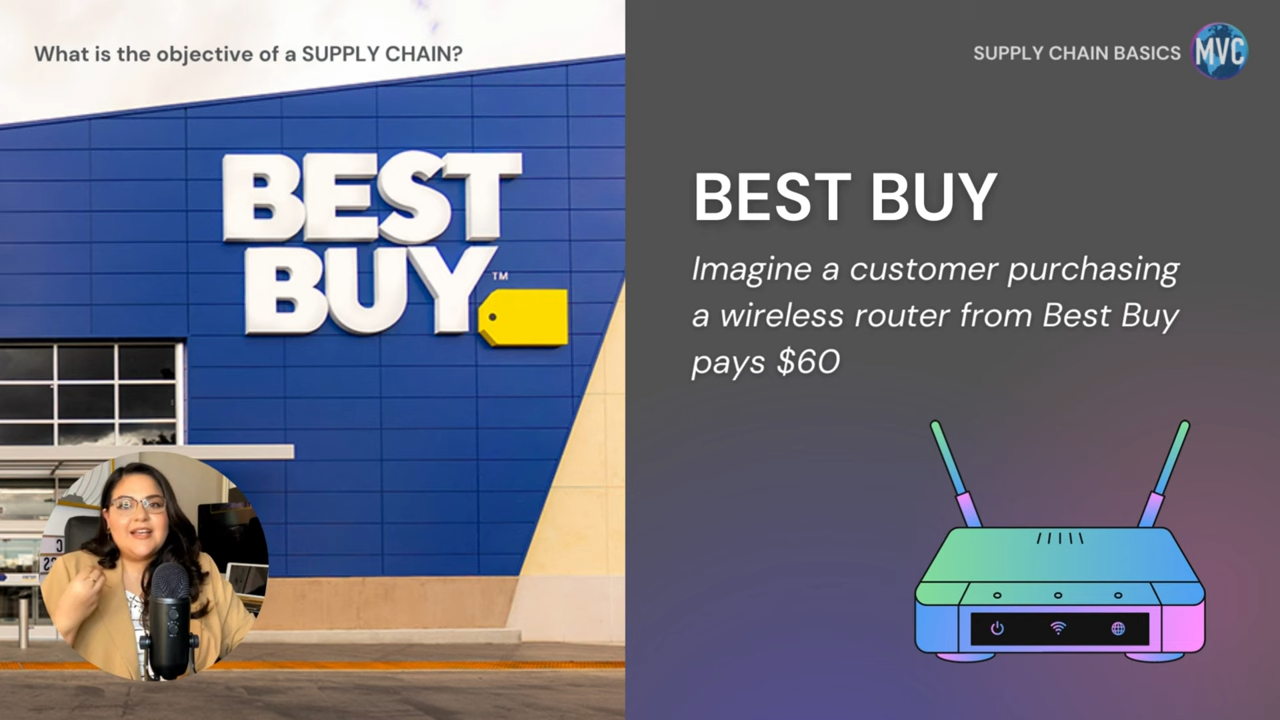 What is the objective of a SUPPLY CHAIN?
SUPPLY CHAIN BASICS
MVC
BEST
BUY
TM
BEST BUY
Imagine a customer purchasing
a wireless router from Best Buy
pays $60